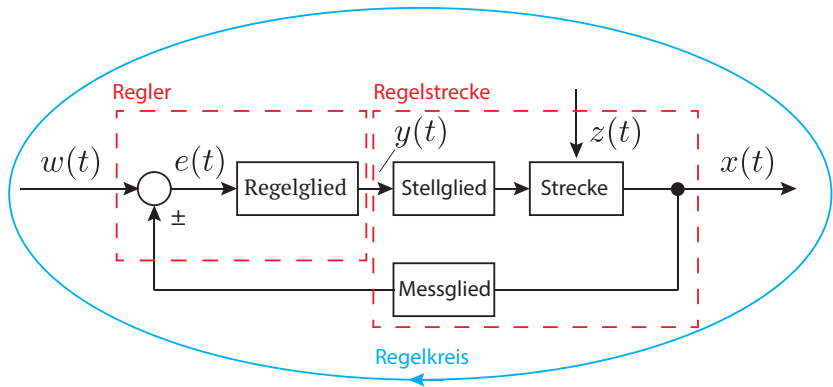 Regler
Regelstrecke
w(t)
e(t)
Regelglied
y(t)
Stellglied
Strecke
z(t)
x(t)
±
Messglied
Regelkreis